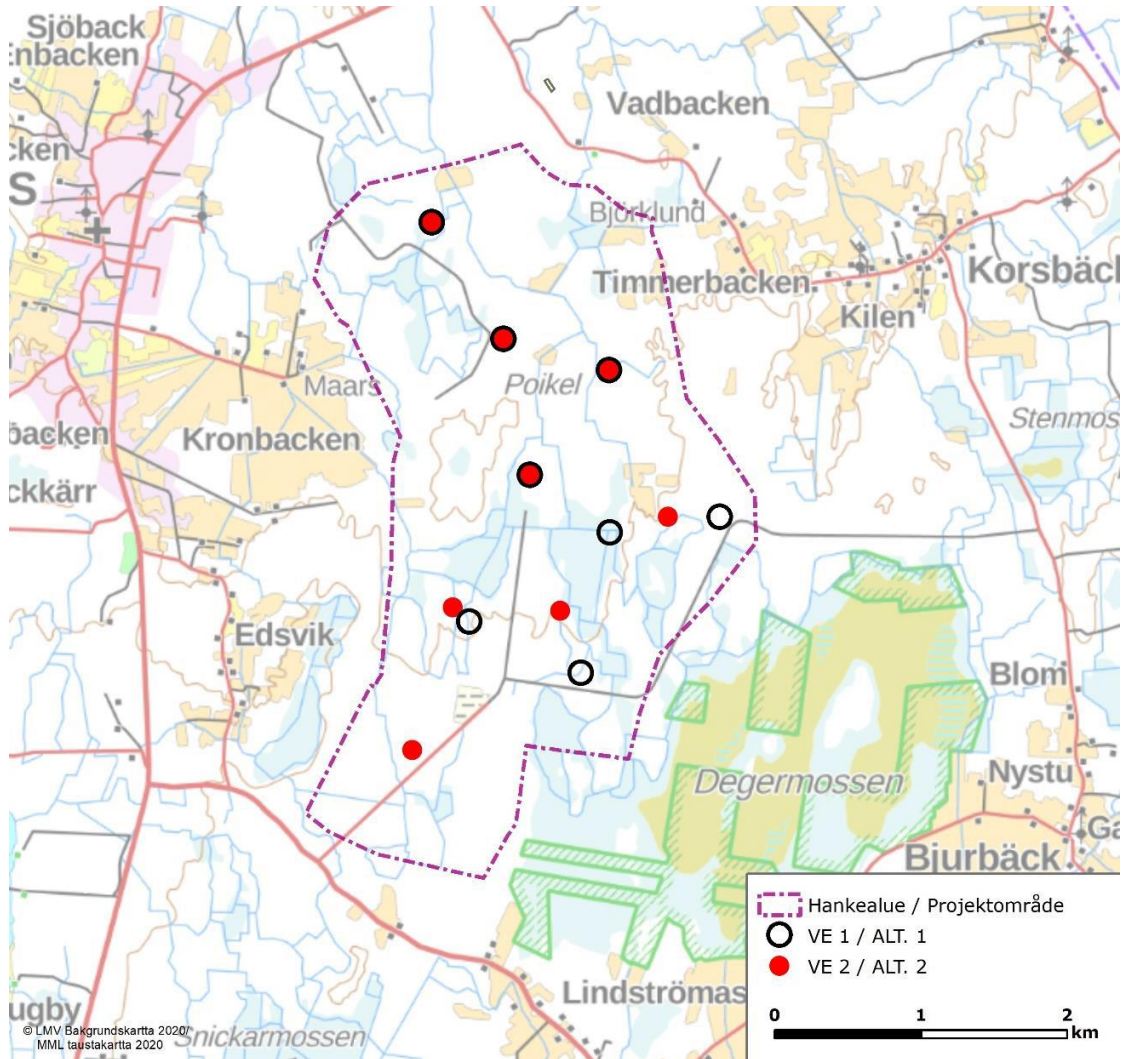 Sjöback
Enbacken
Vadbacken
cken
S
Björklund
Timmerbacken
Korsbäck
Kilen
Maars
Poikel
Stenmos
backen
Kronbacken
ckkärr
Edsvik
Blom
Degermossen
Nystu
Ga
Bjurbäck
Hankealue / Projektområde
VE 1 / ALT. 1
VE 2 / ALT. 2
Lindströmas
ugby
Snickarmossen
© LMV Bakgrundskartta 2020/
MML taustakartta 2020
0 1 2
km